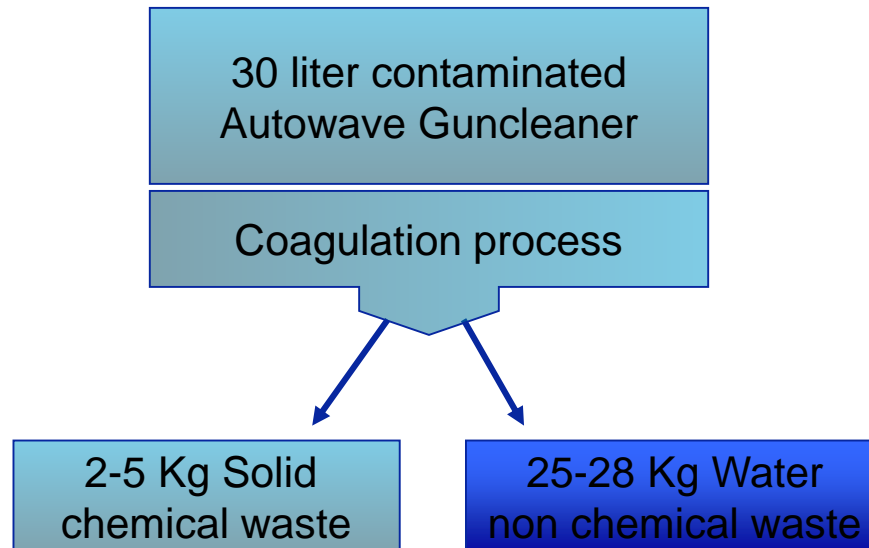 30 liter contaminated
Autowave Guncleaner
Coagulation process
2-5 Kg Solid
chemical waste
25-28 Kg Water
non chemical waste